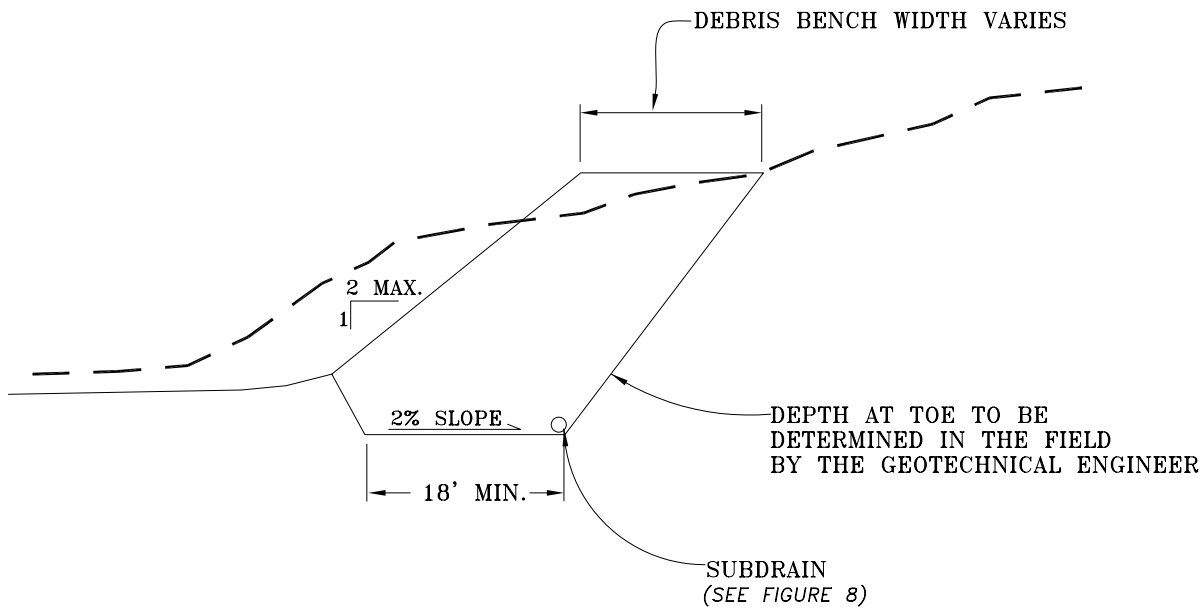 DEBRIS BENCH WIDTH VARIES
2 MAX.
1
2% SLOPE
DEPTH AT TOE TO BE
DETERMINED IN THE FIELD
BY THE GEOTECHNICAL ENGINEER
18' MIN.
SUBDRAIN
(SEE FIGURE 8)